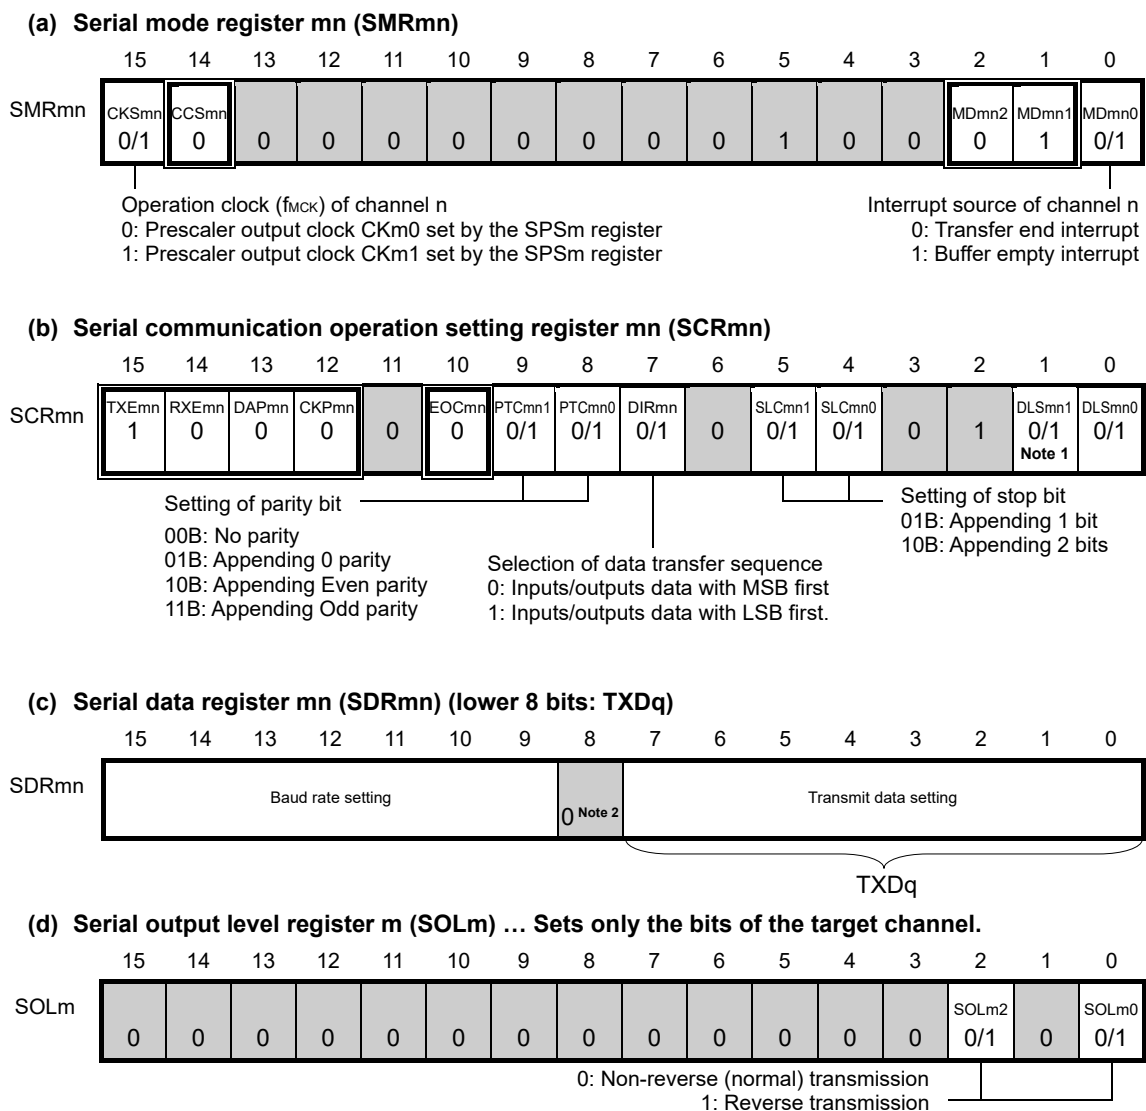 (a) Serial mode register mn (SMRmn)
15 14 13 12 11 10 9 8 7 6 5 4 3 2 1 0
SMRmn
CKSmn CCSmn MDmn2 MDmn1 MDmn0
0/1 0 0 0 0 0 0 0 0 0 1 0 0 0 1 0/1
Operation clock (fMCK) of channel n
0: Prescaler output clock CKm0 set by the SPSm register
1: Prescaler output clock CKm1 set by the SPSm register
Interrupt source of channel n
0: Transfer end interrupt
1: Buffer empty interrupt
(b) Serial communication operation setting register mn (SCRmn)
15 14 13 12 11 10 9 8 7 6 5 4 3 2 1 0
SCRmn
TXEmn RXEmn DAPmn CKPmn EOCmn PTCmn1 PTCmn0 DIRmn SLCmn1 SLCmn0 DLSmn1 DLSmn0
1 0 0 0 0 0 0/1 0/1 0/1 0 0/1 0/1 0 1 0/1 0/1
Note 1
Setting of parity bit
00B: No parity
01B: Appending 0 parity
10B: Appending Even parity
11B: Appending Odd parity
Selection of data transfer sequence
0: Inputs/outputs data with MSB first
1: Inputs/outputs data with LSB first.
Setting of stop bit
01B: Appending 1 bit
10B: Appending 2 bits
(c) Serial data register mn (SDRmn) (lower 8 bits: TXDq)
15 14 13 12 11 10 9 8 7 6 5 4 3 2 1 0
SDRmn
Baud rate setting
0 Note 2
Transmit data setting
TXDq
(d) Serial output level register m (SOLm) … Sets only the bits of the target channel.
15 14 13 12 11 10 9 8 7 6 5 4 3 2 1 0
SOLm
SOLm2 SOLm0
0 0 0 0 0 0 0 0 0 0 0 0 0 0/1 0 0/1
0: Non-reverse (normal) transmission
1: Reverse transmission